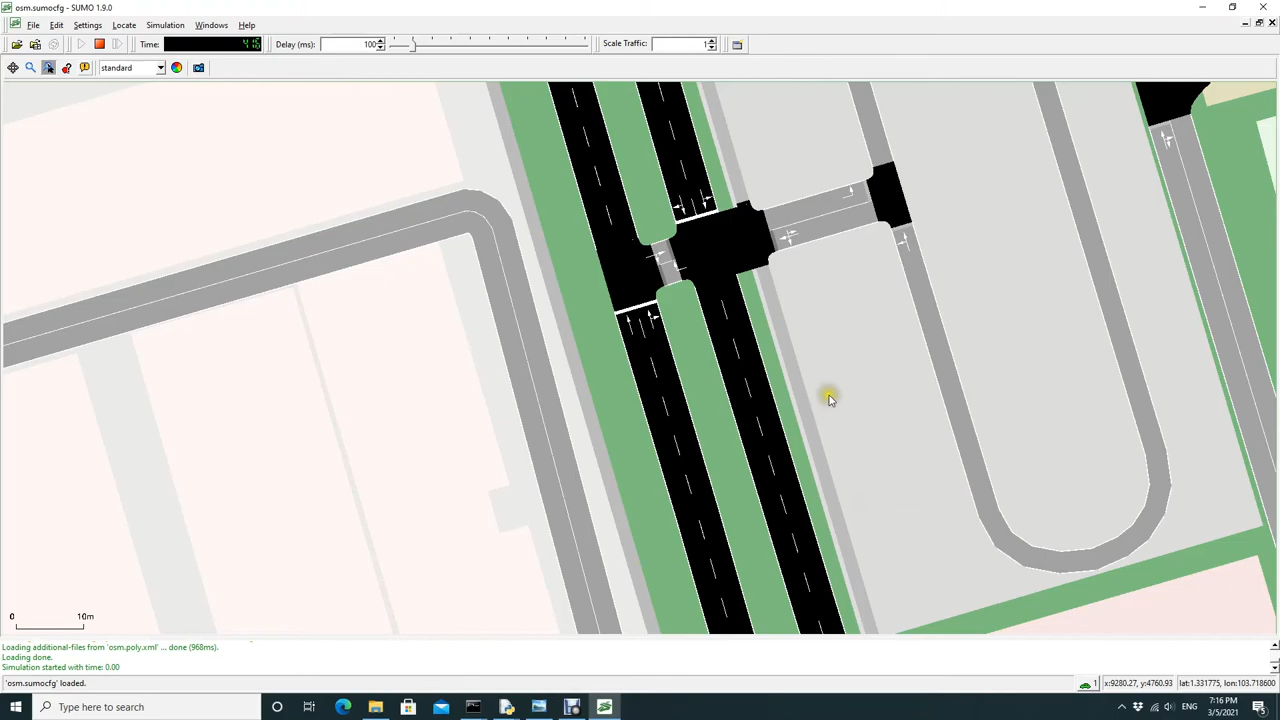 osm.sumocfg - SUMO 1.9.0
File Edit Settings Locate Simulation Windows Help
Time: 415 Delay (ms): 100 Scale Traffic: 1
standard
0 10m
Loading additional-files from 'osm.poly.xml' ... done (968ms).
Loading done.
Simulation started with time: 0.00
'osm.sumocfg' loaded. 1 x:9280.27, y:4760.93 lat:1.331775, lon:103.718600
Type here to search ENG 7:16 PM
3/5/2021